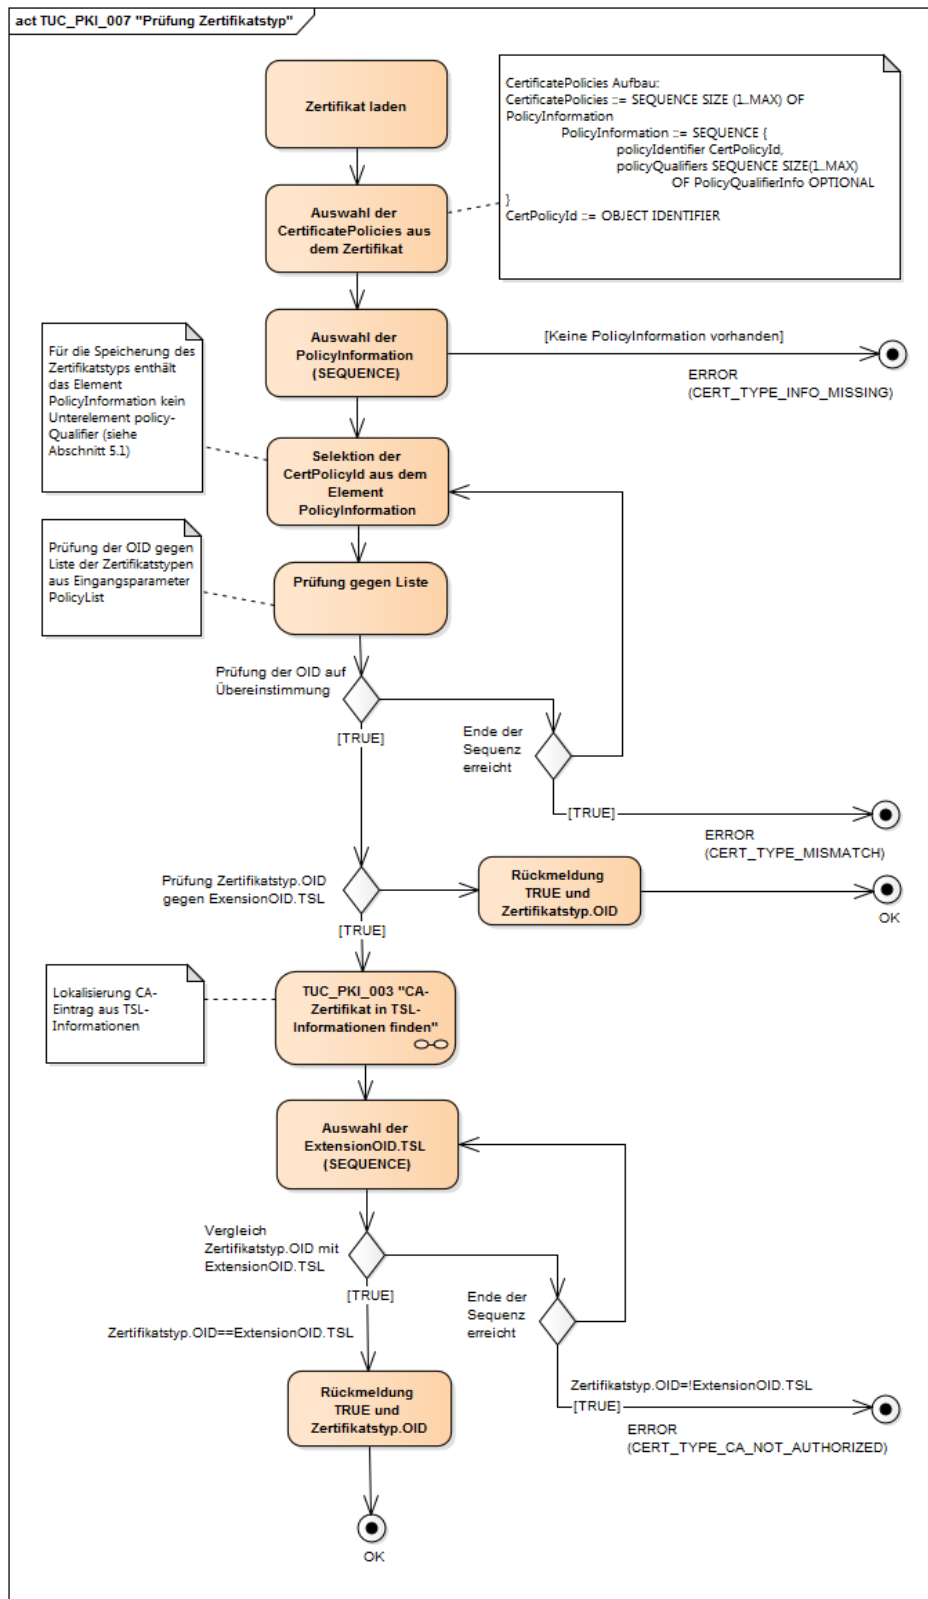 act TUC_PKI_007 "Prüfung Zertifikatstyp"
Zertifikat laden
CertificatePolicies Aufbau:
CertificatePolicies ::= SEQUENCE SIZE (1..MAX) OF
PolicyInformation
PolicyInformation ::= SEQUENCE {
policyIdentifier CertPolicyId,
policyQualifiers SEQUENCE SIZE(1..MAX)
OF PolicyQualifierInfo OPTIONAL
}
CertPolicyId ::= OBJECT IDENTIFIER
Auswahl der
CertificatePolicies aus
dem Zertifikat
Auswahl der
PolicyInformation
(SEQUENCE)
[Keine PolicyInformation vorhanden]
ERROR
(CERT_TYPE_INFO_MISSING)
Für die Speicherung des
Zertifikatstyps enthält
das Element
PolicyInformation kein
Unterelement policy-
Qualifier (siehe
Abschnitt 5.1)
Selektion der
CertPolicyId aus dem
Element
PolicyInformation
Prüfung der OID gegen
Liste der Zertifikatstypen
aus Eingangsparameter
PolicyList
Prüfung gegen Liste
Prüfung der OID auf
Übereinstimmung
[TRUE]
Ende der
Sequenz
erreicht
[TRUE]
ERROR
(CERT_TYPE_MISMATCH)
Prüfung Zertifikatstyp.OID
gegen ExensionOID.TSL
[TRUE]
Rückmeldung
TRUE und
Zertifikatstyp.OID
OK
Lokalisierung CA-
Eintrag aus TSL-
Informationen
TUC_PKI_003 "CA-
Zertifikat in TSL-
Informationen finden"
Auswahl der
ExtensionOID.TSL
(SEQUENCE)
Vergleich
Zertifikatstyp.OID mit
ExtensionOID.TSL
[TRUE]
Ende der
Sequenz
erreicht
Zertifikatstyp.OID==ExtensionOID.TSL
Zertifikatstyp.OID=!ExtensionOID.TSL
[TRUE]
ERROR
(CERT_TYPE_CA_NOT_AUTHORIZED)
Rückmeldung
TRUE und
Zertifikatstyp.OID
OK